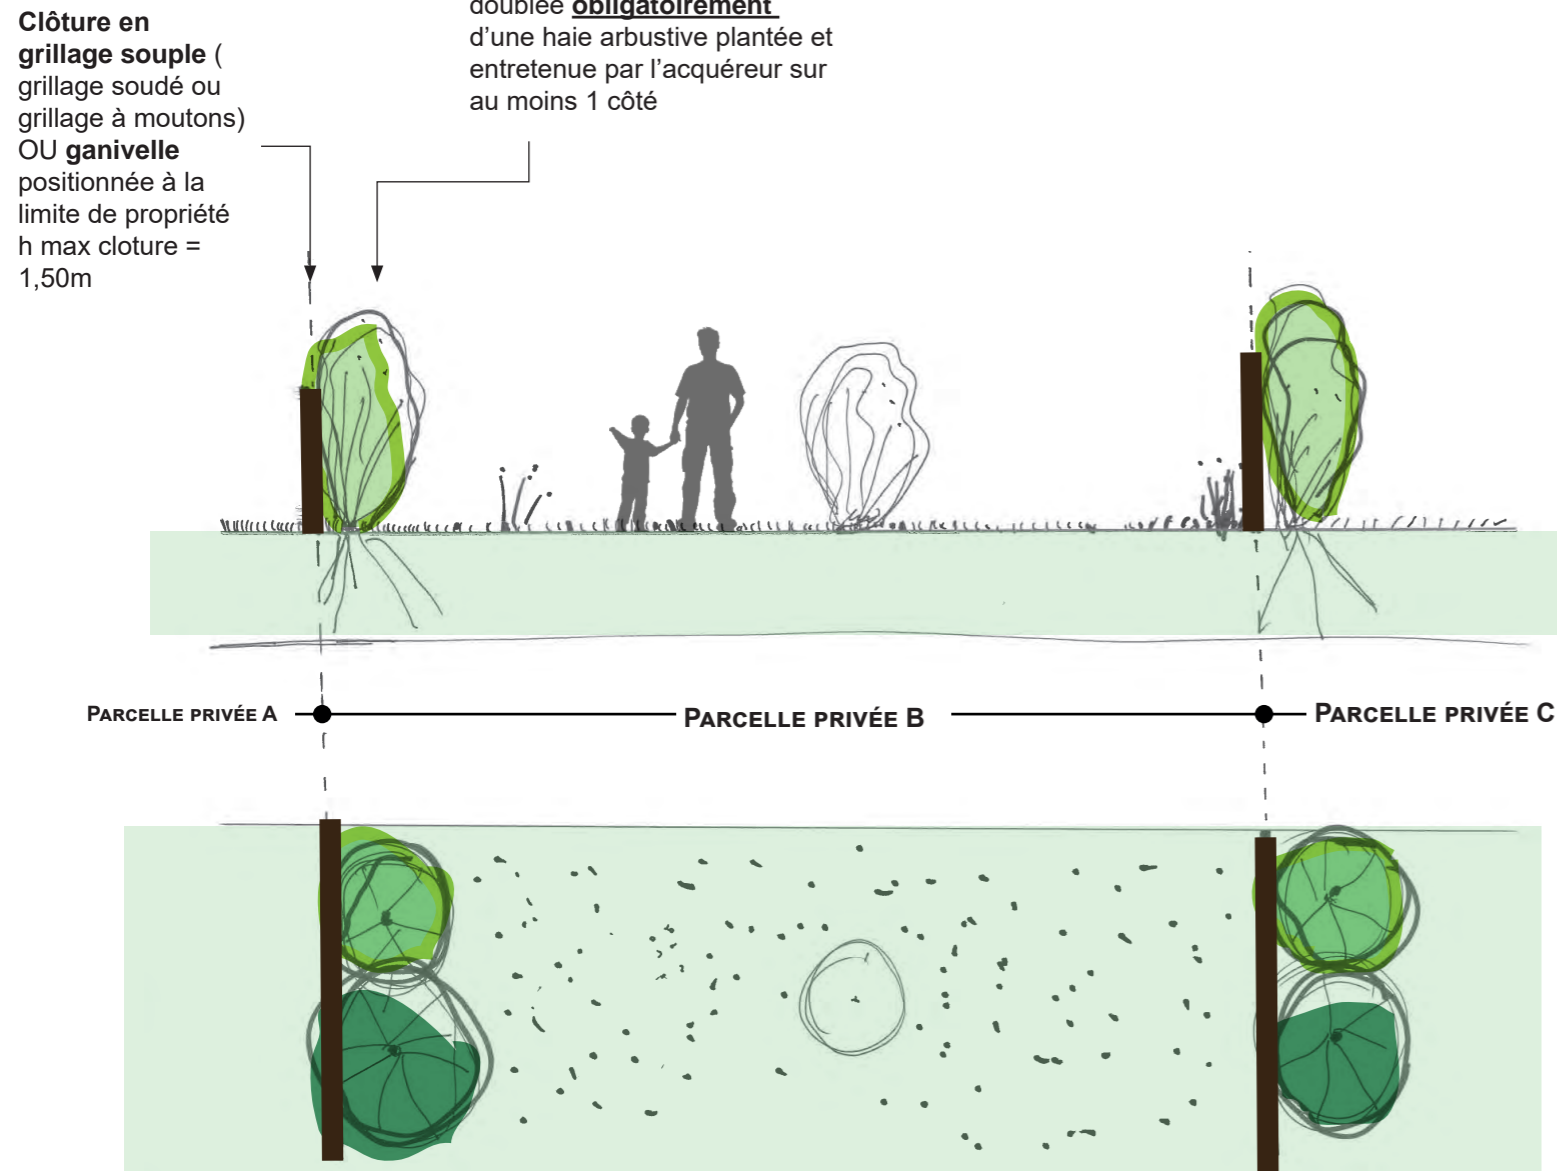 Clôture en
grillage souple (
grillage soudé ou
grillage à moutons)
OU ganivelle
positionnée à la
limite de propriété
h max cloture =
1,50m
doublée obligatoirement
d'une haie arbustive plantée et
entretenue par l'acquéreur sur
au moins 1 côté
PARCELLE PRIVÉE A
PARCELLE PRIVÉE B
PARCELLE PRIVÉE C